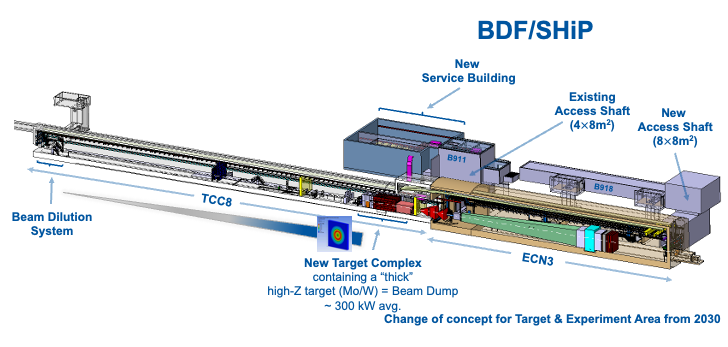 BDF/SHiP
New
Service Building
Existing
Access Shaft
(4×8m²)
New
Access Shaft
(8×8m²)
B911
B918
TCC8
Beam Dilution
System
New Target Complex
containing a “thick”
high-Z target (Mo/W) = Beam Dump
~ 300 kW avg.
ECN3
Change of concept for Target & Experiment Area from 2030